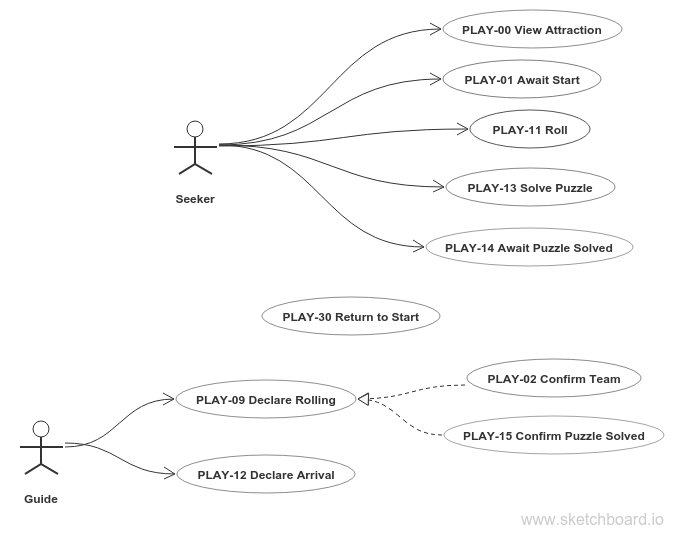 PLAY-00 View Attraction
PLAY-01 Await Start
PLAY-11 Roll
PLAY-13 Solve Puzzle
Seeker
PLAY-14 Await Puzzle Solved
PLAY-30 Return to Start
PLAY-02 Confirm Team
PLAY-09 Declare Rolling
PLAY-15 Confirm Puzzle Solved
PLAY-12 Declare Arrival
Guide
www.sketchboard.io